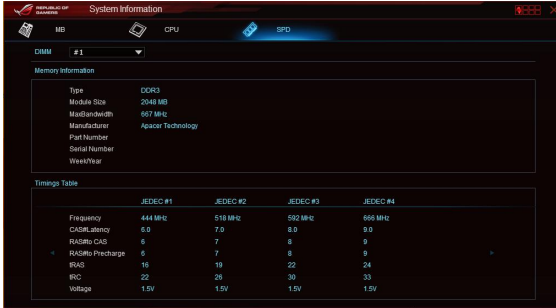 REPUBLIC OF GAMERS System Information
MB CPU SPD
DIMM #1
Memory Information
Type DDR3
Module Size 2048 MB
MaxBandwidth 667 MHz
Manufacturer Apacer Technology
Part Number
Serial Number
Week/Year
Timings Table
JEDEC #1 JEDEC #2 JEDEC #3 JEDEC #4
Frequency 444 MHz 518 MHz 592 MHz 666 MHz
CAS#Latency 6.0 7.0 8.0 9.0
RAS#to CAS 6 7 8 9
RAS#to Precharge 6 7 8 9
tRAS 16 19 22 24
tRC 22 26 30 33
Voltage 1.5V 1.5V 1.5V 1.5V